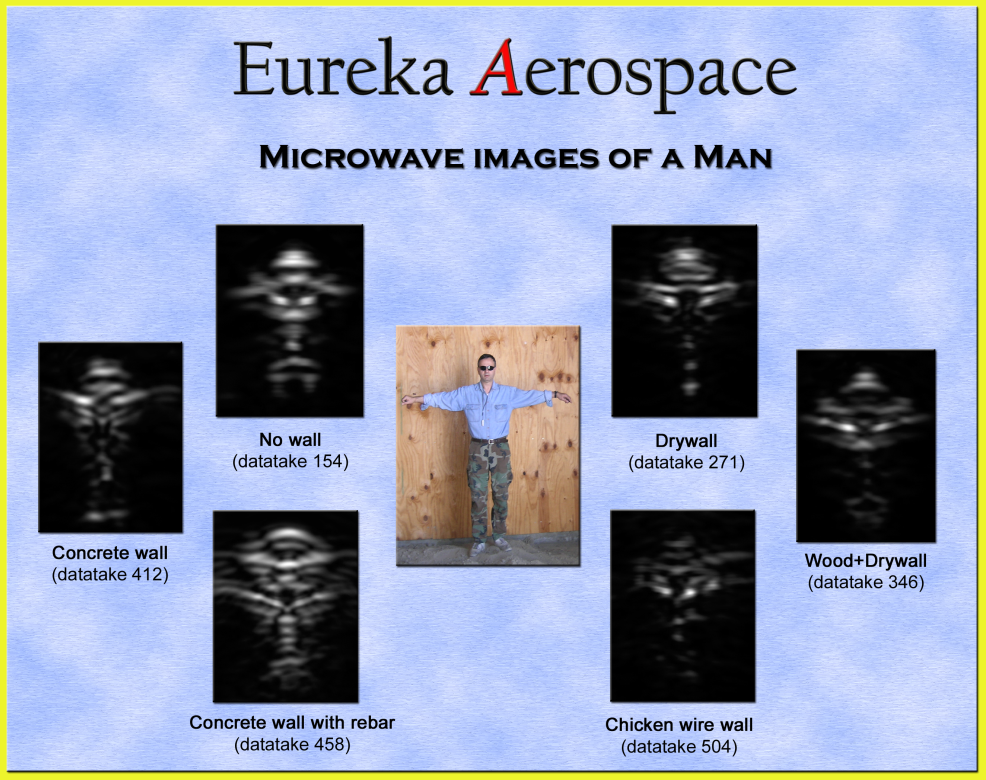 Eureka Aerospace
MICROWAVE IMAGES OF A MAN
No wall
(datatake 154)
Drywall
(datatake 271)
Concrete wall
(datatake 412)
Wood+Drywall
(datatake 346)
Concrete wall with rebar
(datatake 458)
Chicken wire wall
(datatake 504)